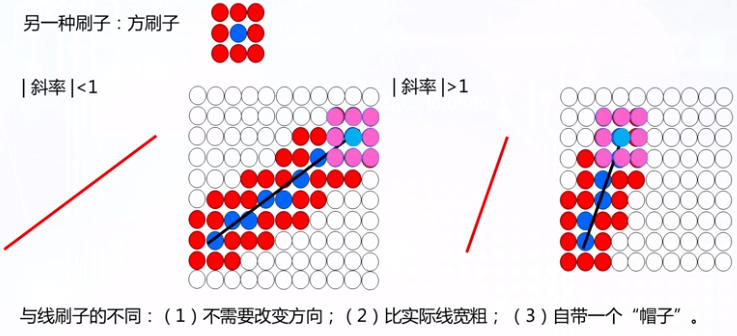 另一种刷子：方刷子
| 斜率 |<1
| 斜率 |>1
与线刷子的不同：（1）不需要改变方向；（2）比实际线宽粗；（3）自带一个“帽子”。